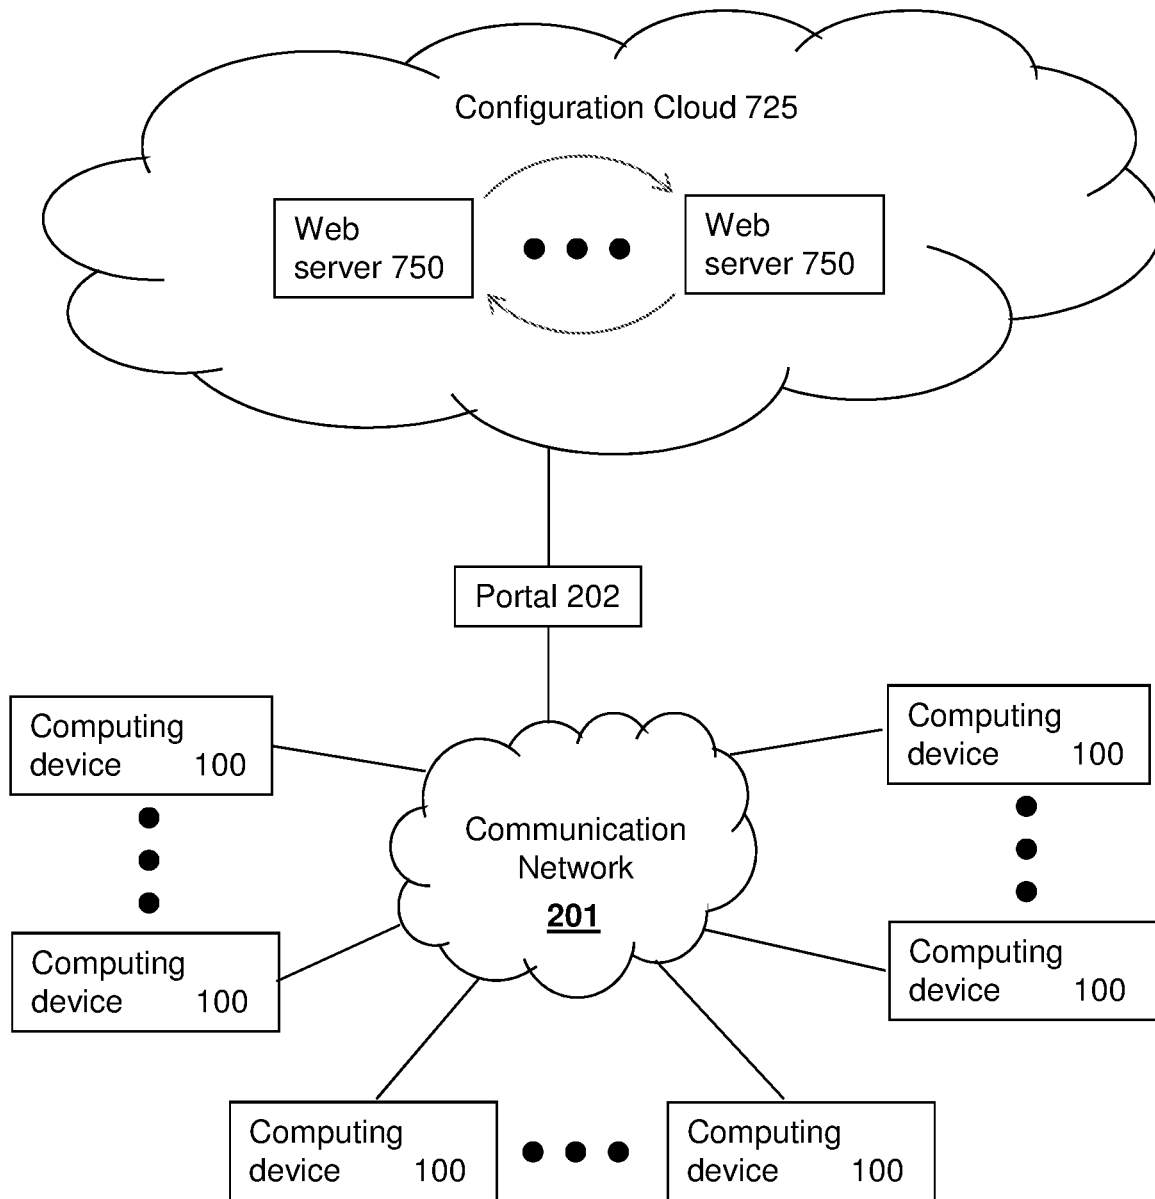 Configuration Cloud 725
Web
server 750
Web
server 750
Portal 202
Computing
device 100
Computing
device 100
Communication
Network
201
Computing
device 100
Computing
device 100
Computing
device 100
Computing
device 100